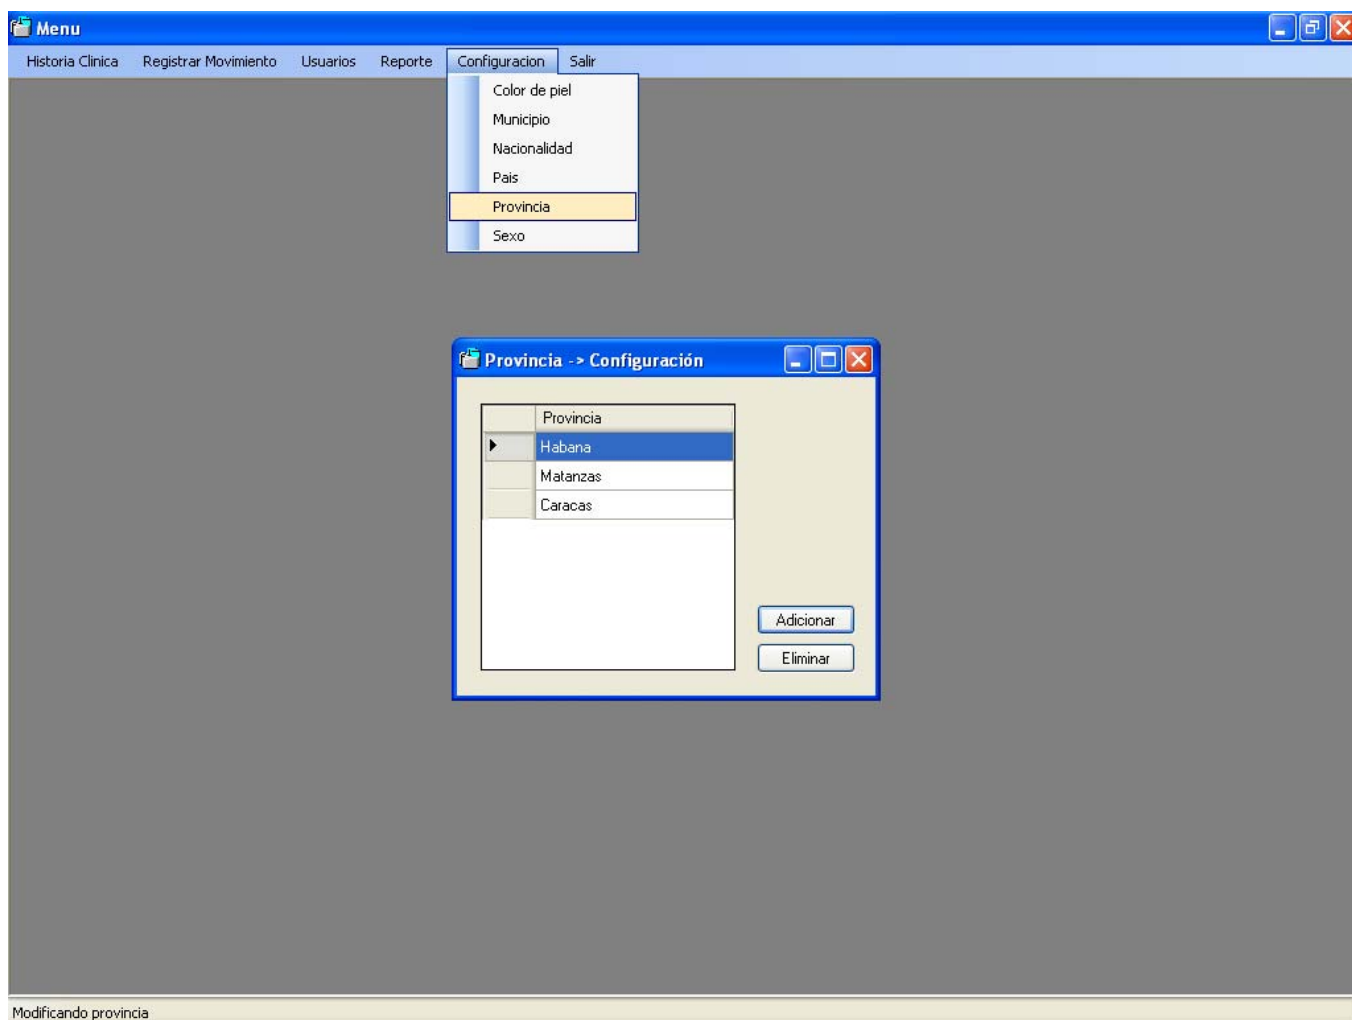 Menu
Historia Clinica Registrar Movimiento Usuarios Reporte Configuracion Salir
Color de piel
Municipio
Nacionalidad
Pais
Provincia
Sexo
Provincia -> Configuración
Provincia
Habana
Matanzas
Caracas
Adicionar
Eliminar
Modificando provincia